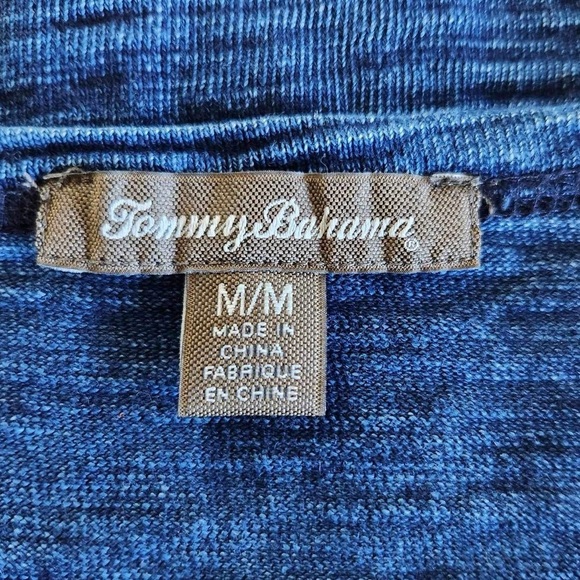 Tommy Bahama®
M/M
MADE IN
CHINA
FABRIQUE
EN CHINE